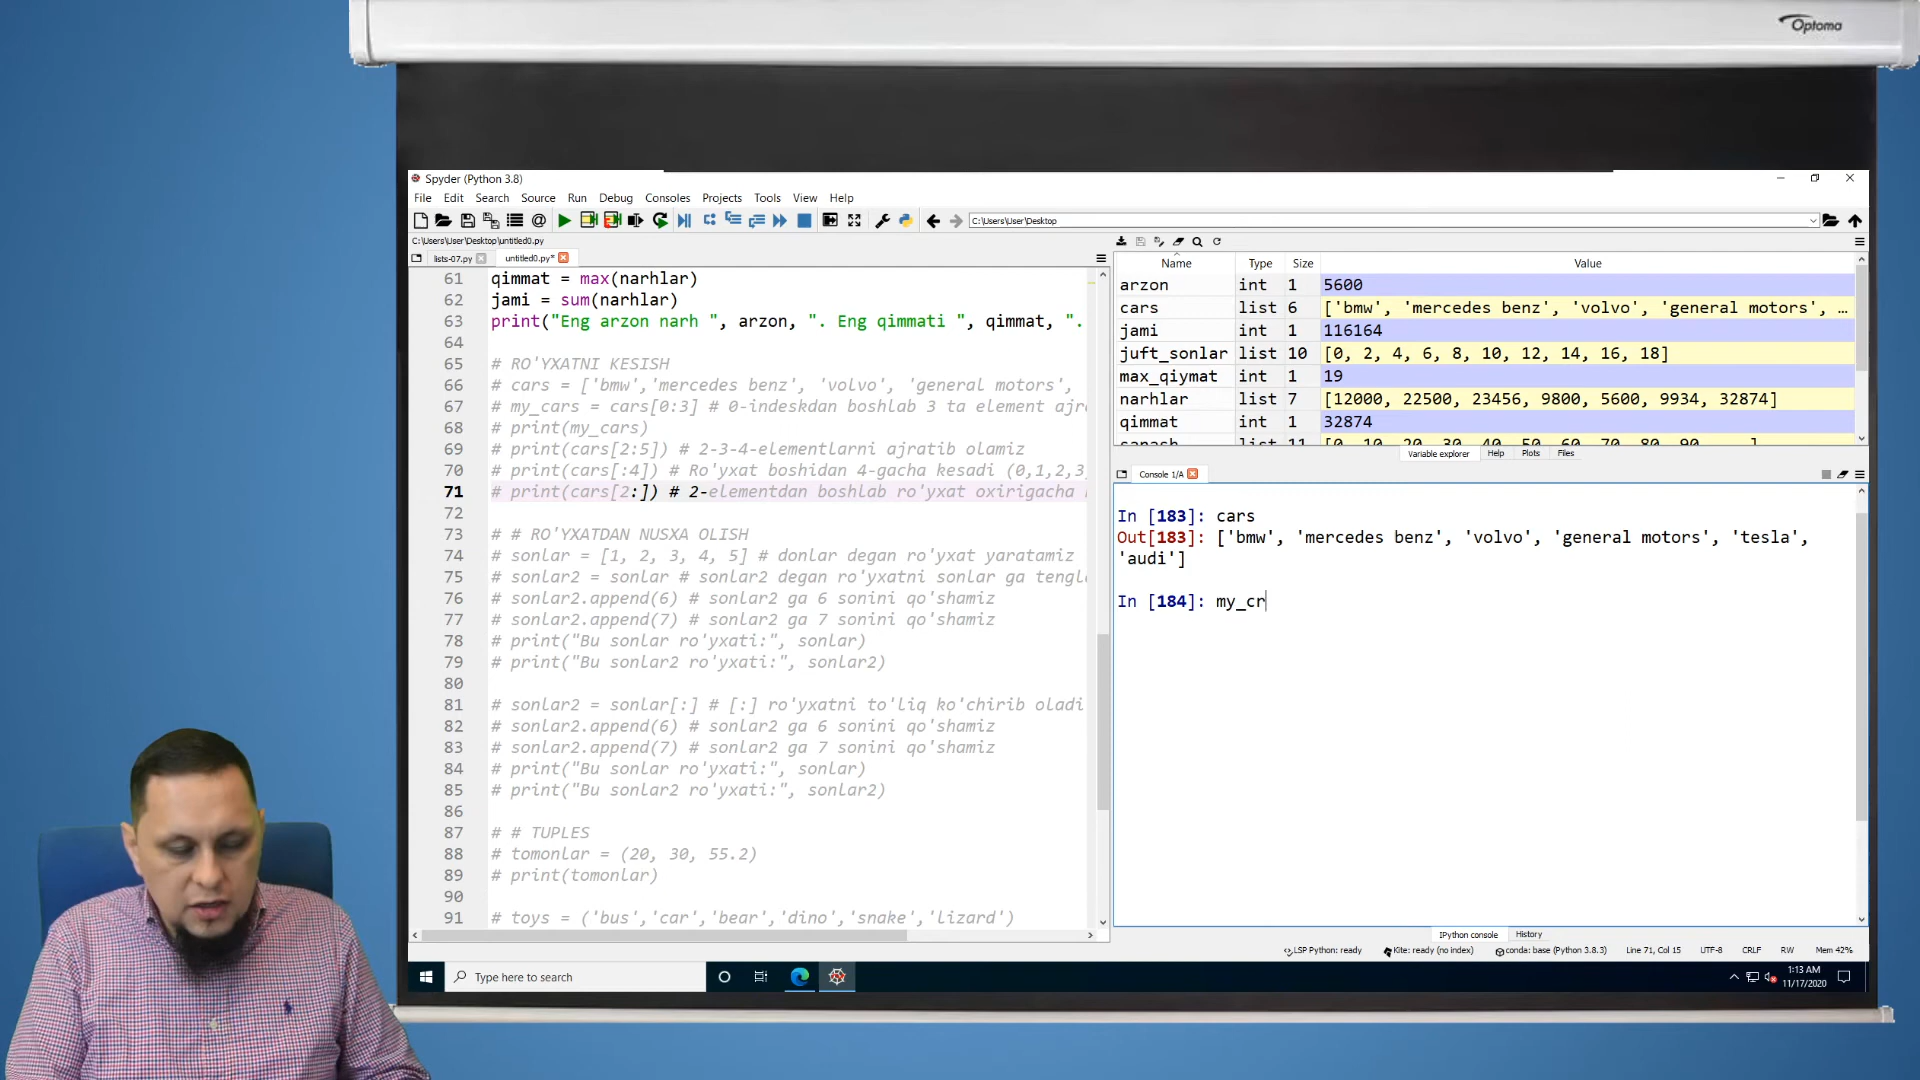 Optoma
Spyder (Python 3.8)
File Edit Search Source Run Debug Consoles Projects Tools View Help
C:\Users\User\Desktop
C:\Users\User\Desktop\untitled0.py
lists-07.py untitled0.py*
61 qimmat = max(narhlar)
62 jami = sum(narhlar)
63 print("Eng arzon narh ", arzon, ". Eng qimmati ", qimmat, ".
64
65 # RO'YXATNI KESISH
66 # cars = ['bmw','mercedes benz', 'volvo', 'general motors',
67 # my_cars = cars[0:3] # 0-indeskdan boshlab 3 ta element ajr
68 # print(my_cars)
69 # print(cars[2:5]) # 2-3-4-elementlarni ajratib olamiz
70 # print(cars[:4]) # Ro'yxat boshidan 4-gacha kesadi (0,1,2,3
71 # print(cars[2:]) # 2-elementdan boshlab ro'yxat oxirigacha
72
73 # # RO'YXATDAN NUSXA OLISH
74 # sonlar = [1, 2, 3, 4, 5] # donlar degan ro'yxat yaratamiz
75 # sonlar2 = sonlar # sonlar2 degan ro'yxatni sonlar ga tengl
76 # sonlar2.append(6) # sonlar2 ga 6 sonini qo'shamiz
77 # sonlar2.append(7) # sonlar2 ga 7 sonini qo'shamiz
78 # print("Bu sonlar ro'yxati:", sonlar)
79 # print("Bu sonlar2 ro'yxati:", sonlar2)
80
81 # sonlar2 = sonlar[:] # [:] ro'yxatni to'liq ko'chirib oladi
82 # sonlar2.append(6) # sonlar2 ga 6 sonini qo'shamiz
83 # sonlar2.append(7) # sonlar2 ga 7 sonini qo'shamiz
84 # print("Bu sonlar ro'yxati:", sonlar)
85 # print("Bu sonlar2 ro'yxati:", sonlar2)
86
87 # # TUPLES
88 # tomonlar = (20, 30, 55.2)
89 # print(tomonlar)
90
91 # toys = ('bus','car','bear','dino','snake','lizard')
Name Type Size Value
arzon int 1 5600
cars list 6 ['bmw', 'mercedes benz', 'volvo', 'general motors', ...
jami int 1 116164
juft_sonlar list 10 [0, 2, 4, 6, 8, 10, 12, 14, 16, 18]
max_qiymat int 1 19
narhlar list 7 [12000, 22500, 23456, 9800, 5600, 9934, 32874]
qimmat int 1 32874
sanash list 11 [0, 10, 20, 30, 40, 50, 60, 70, 80, 90, ...]
Variable explorer Help Plots Files
Console 1/A
In [183]: cars
Out[183]: ['bmw', 'mercedes benz', 'volvo', 'general motors', 'tesla',
'audi']
In [184]: my_cr
IPython console History
LSP Python: ready Kite: ready (no index) conda: base (Python 3.8.3) Line 71, Col 15 UTF-8 CRLF RW Mem 42%
Type here to search
1:13 AM
11/17/2020